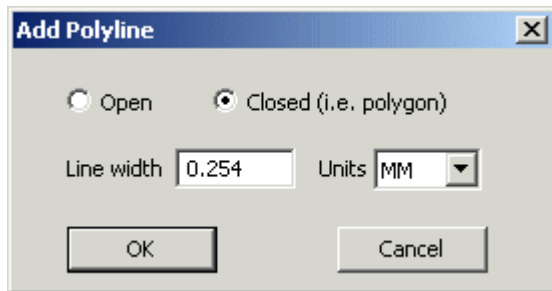 Add Polyline
Open Closed (i.e. polygon)
Line width 0.254 Units MM
OK Cancel